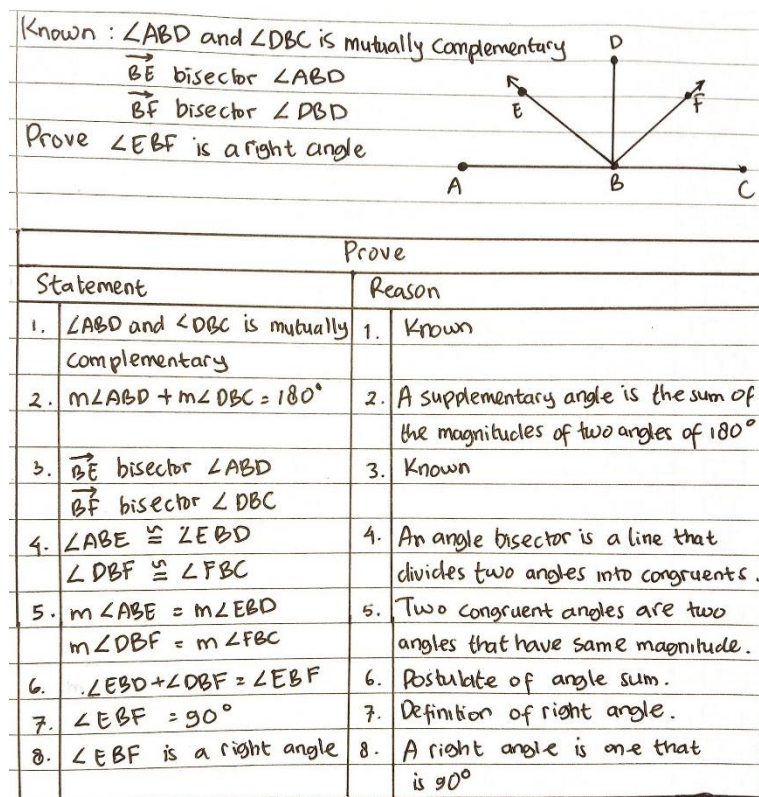 Known : ∠ABD and ∠DBC is mutually complementary
BE bisector ∠ABD
BF bisector ∠DBD
Prove ∠EBF is a right angle
D
E
F
A
B
C
Prove
Statement
Reason
1. ∠ABD and ∠DBC is mutually
complementary
1. Known
2. m∠ABD + m∠DBC = 180°
2. A supplementary angle is the sum of
the magnitudes of two angles of 180°
3. BE bisector ∠ABD
BF bisector ∠DBC
3. Known
4. ∠ABE ≅ ∠EBD
∠DBF ≅ ∠FBC
4. An angle bisector is a line that
divides two angles into congruents.
5. m∠ABE = m∠EBD
m∠DBF = m∠FBC
5. Two congruent angles are two
angles that have same magnitude.
6. ∠EBD + ∠DBF = ∠EBF
6. Postulate of angle sum.
7. ∠EBF = 90°
7. Definition of right angle.
8. ∠EBF is a right angle
8. A right angle is one that
is 90°